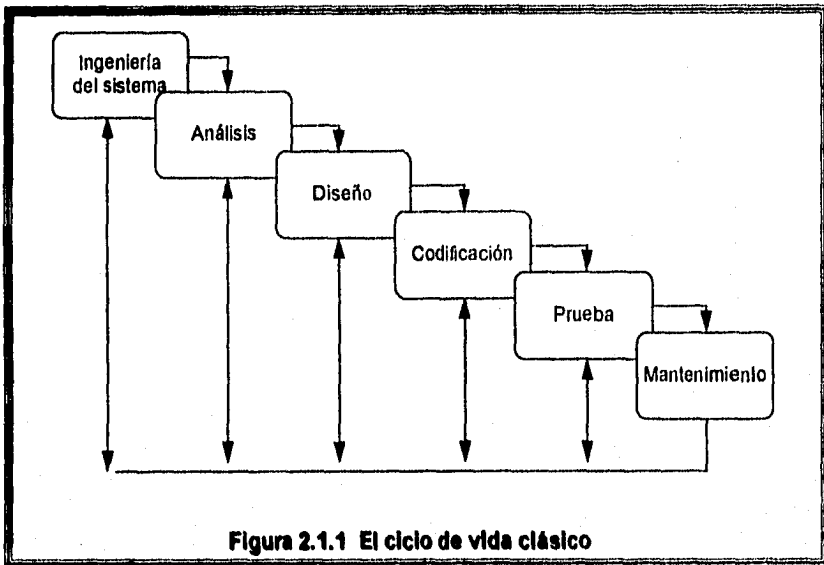 Ingeniería
del sistema
Análisis
Diseño
Codificación
Prueba
Mantenimiento
Figura 2.1.1 El ciclo de vida clásico